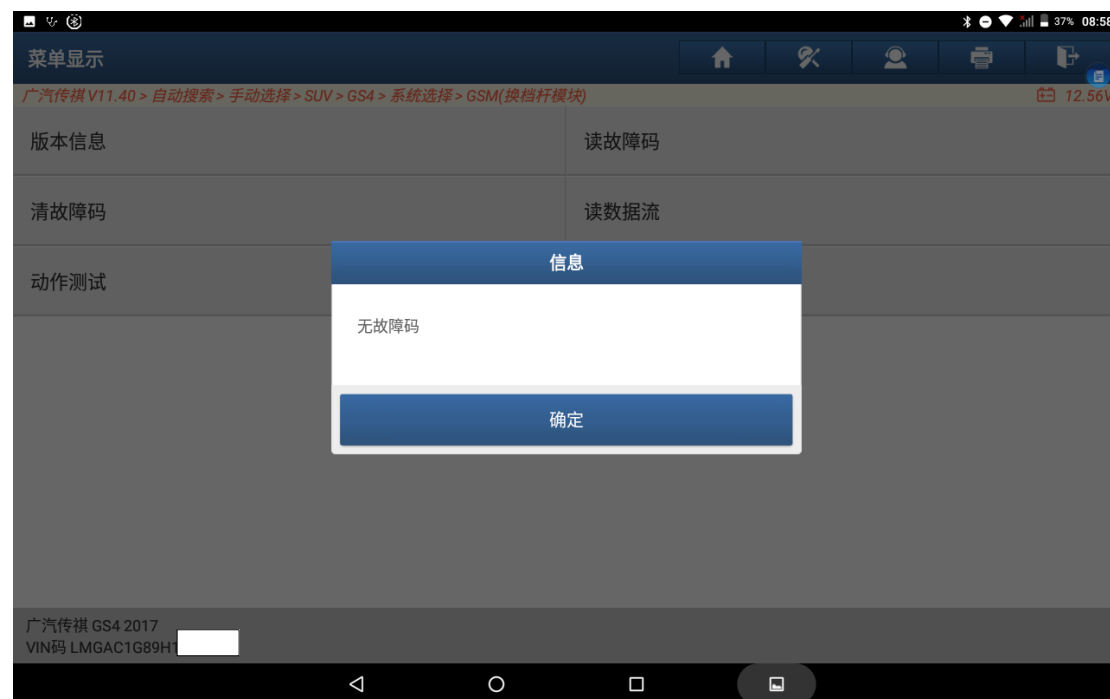 37% 08:58
菜单显示
广汽传祺 V11.40 > 自动搜索 > 手动选择 > SUV > GS4 > 系统选择 > GSM(换档杆模块) 12.56V
版本信息 读故障码
清故障码 读数据流
动作测试
信息
无故障码
确定
广汽传祺 GS4 2017
VIN码 LMGAC1G89H1